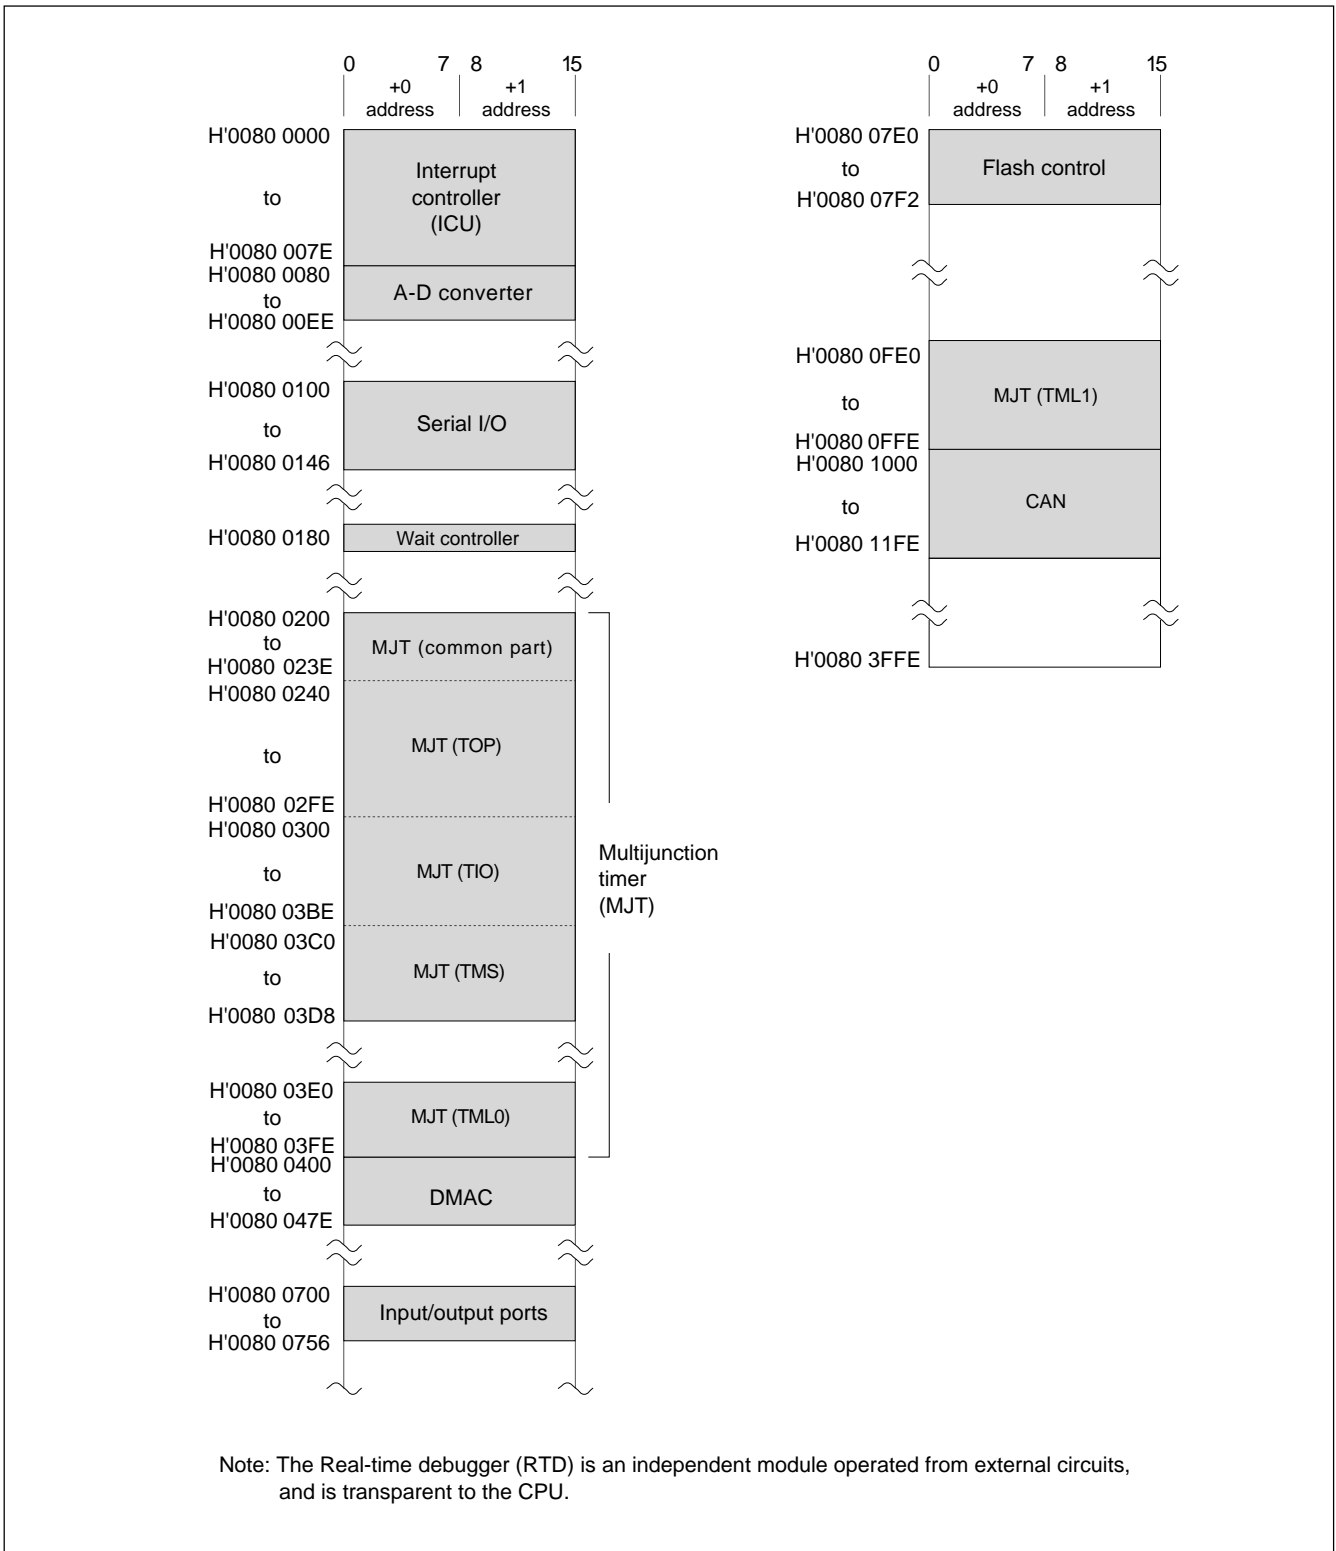 0 7 8 15
+0 address +1 address
H'0080 0000
to
H'0080 007E
Interrupt
controller
(ICU)
H'0080 0080
to
H'0080 00EE
A-D converter
H'0080 0100
to
H'0080 0146
Serial I/O
H'0080 0180
Wait controller
H'0080 0200
to
H'0080 023E
MJT (common part)
H'0080 0240
to
H'0080 02FE
MJT (TOP)
H'0080 0300
to
H'0080 03BE
MJT (TIO)
H'0080 03C0
to
H'0080 03D8
MJT (TMS)
H'0080 03E0
to
H'0080 03FE
MJT (TML0)
Multijunction
timer
(MJT)
H'0080 0400
to
H'0080 047E
DMAC
H'0080 0700
to
H'0080 0756
Input/output ports
0 7 8 15
+0 address +1 address
H'0080 07E0
to
H'0080 07F2
Flash control
H'0080 0FE0
to
H'0080 0FFE
MJT (TML1)
H'0080 1000
to
H'0080 11FE
CAN
H'0080 3FFE
Note: The Real-time debugger (RTD) is an independent module operated from external circuits,
and is transparent to the CPU.